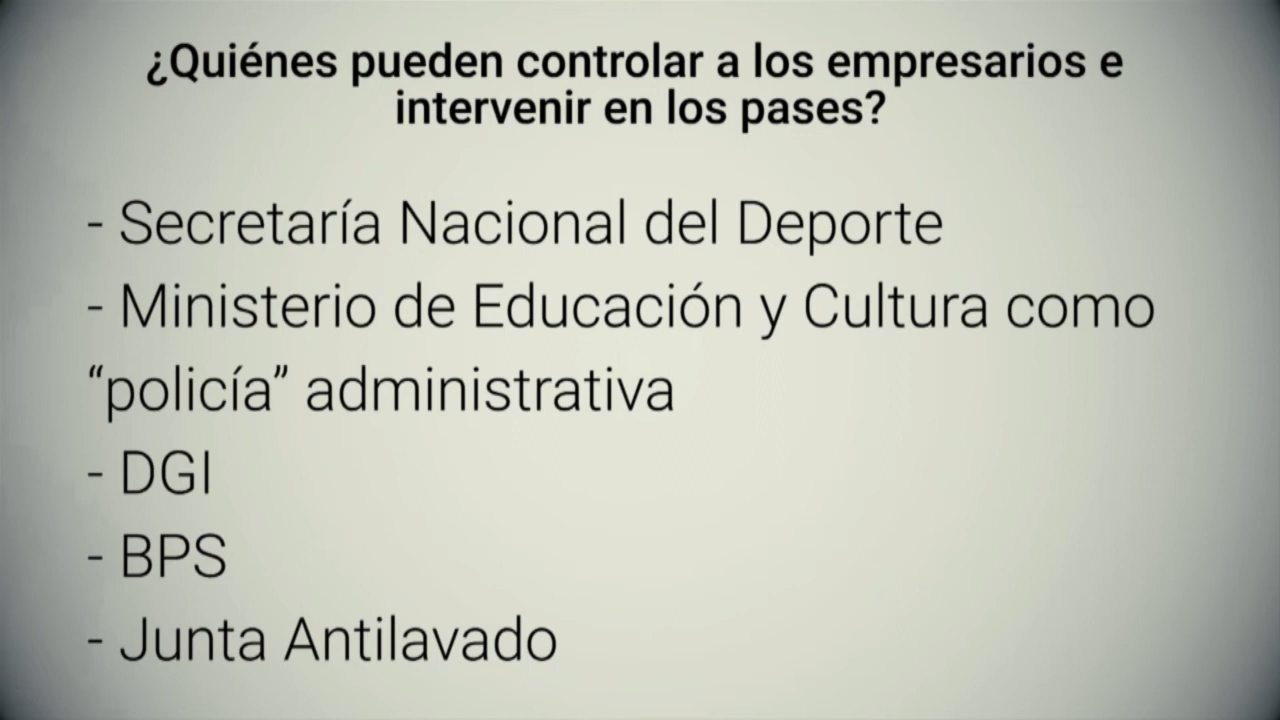 ¿Quiénes pueden controlar a los empresarios e
intervenir en los pases?
- Secretaría Nacional del Deporte
- Ministerio de Educación y Cultura como
“policía” administrativa
- DGI
- BPS
- Junta Antilavado